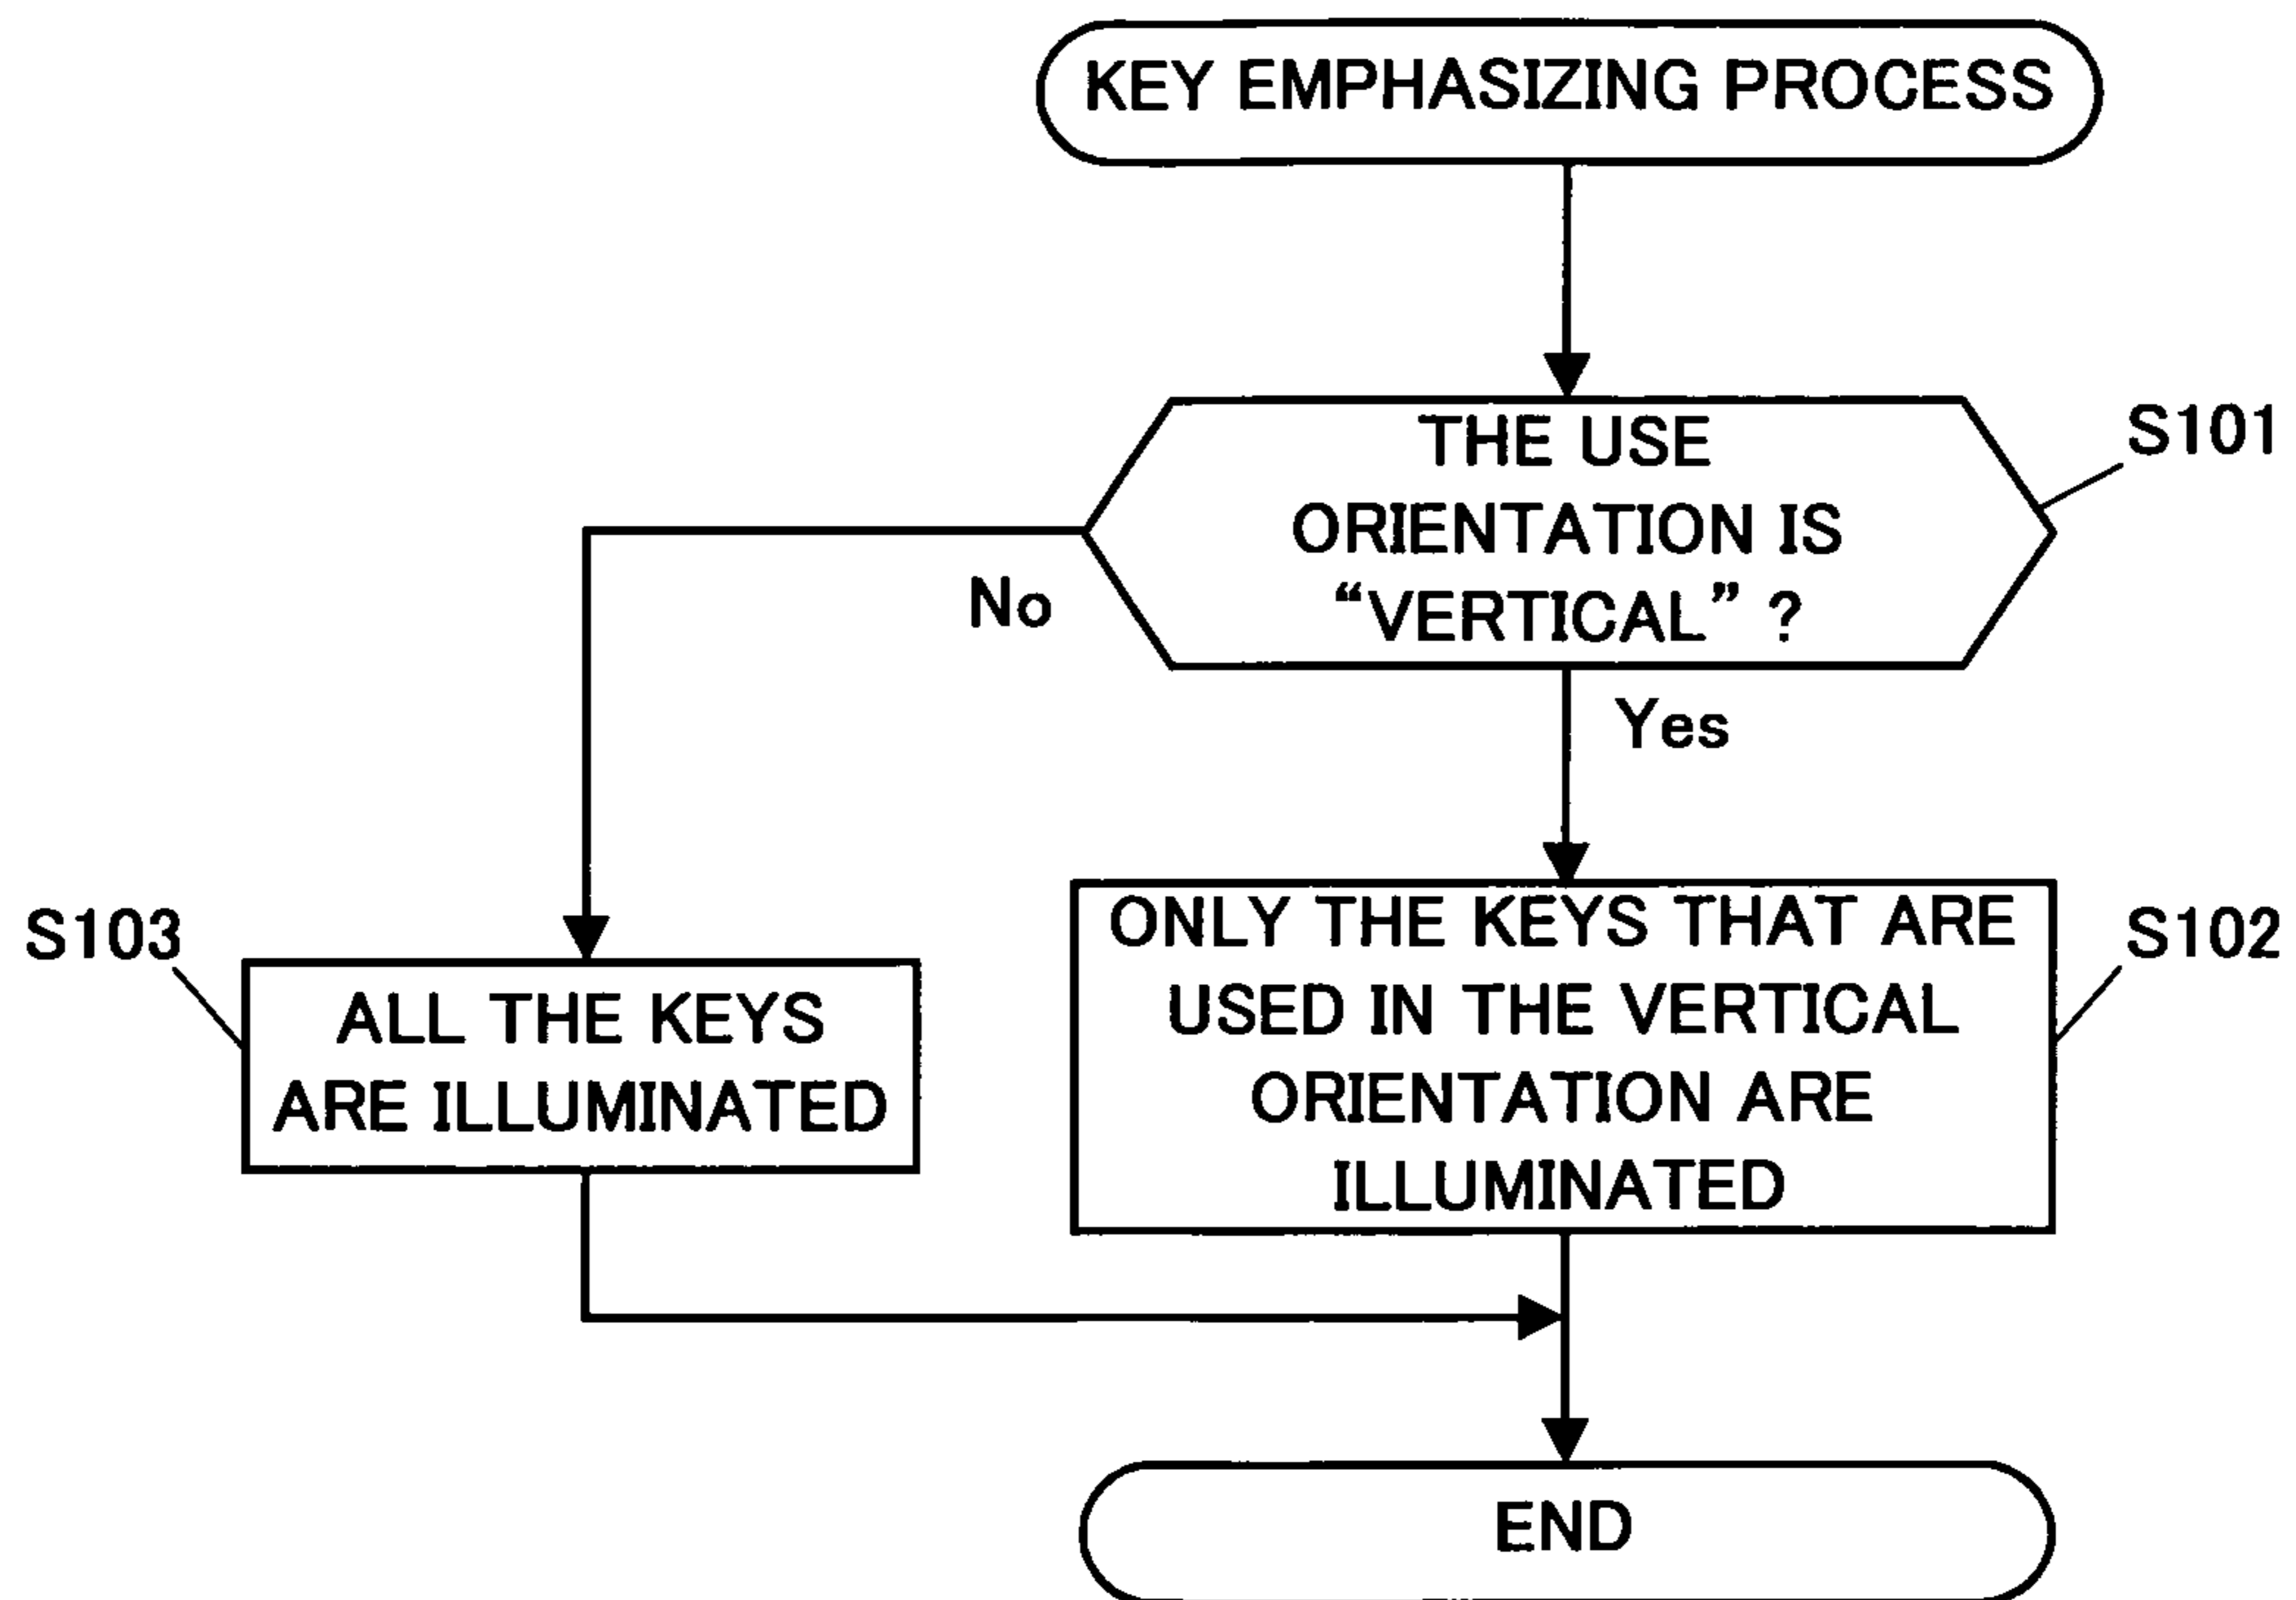 KEY EMPHASIZING PROCESS
THE USE
ORIENTATION IS
“VERTICAL” ?
S101
No
Yes
S103
ALL THE KEYS
ARE ILLUMINATED
ONLY THE KEYS THAT ARE
USED IN THE VERTICAL
ORIENTATION ARE
ILLUMINATED
S102
END